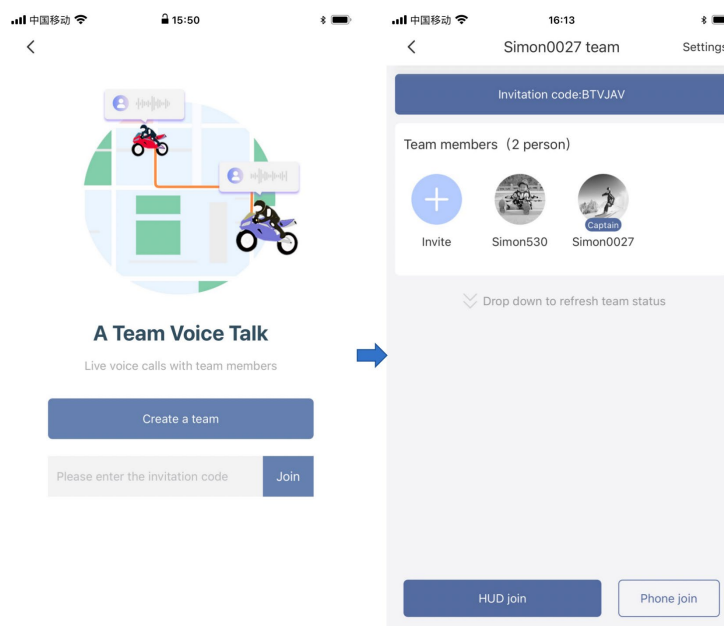 中国移动
15:50
A Team Voice Talk
Live voice calls with team members
Create a team
Please enter the invitation code
Join
中国移动
16:13
Simon0027 team
Settings
Invitation code:BTVJAV
Team members（2 person）
Captain
Invite
Simon530
Simon0027
Drop down to refresh team status
HUD join
Phone join